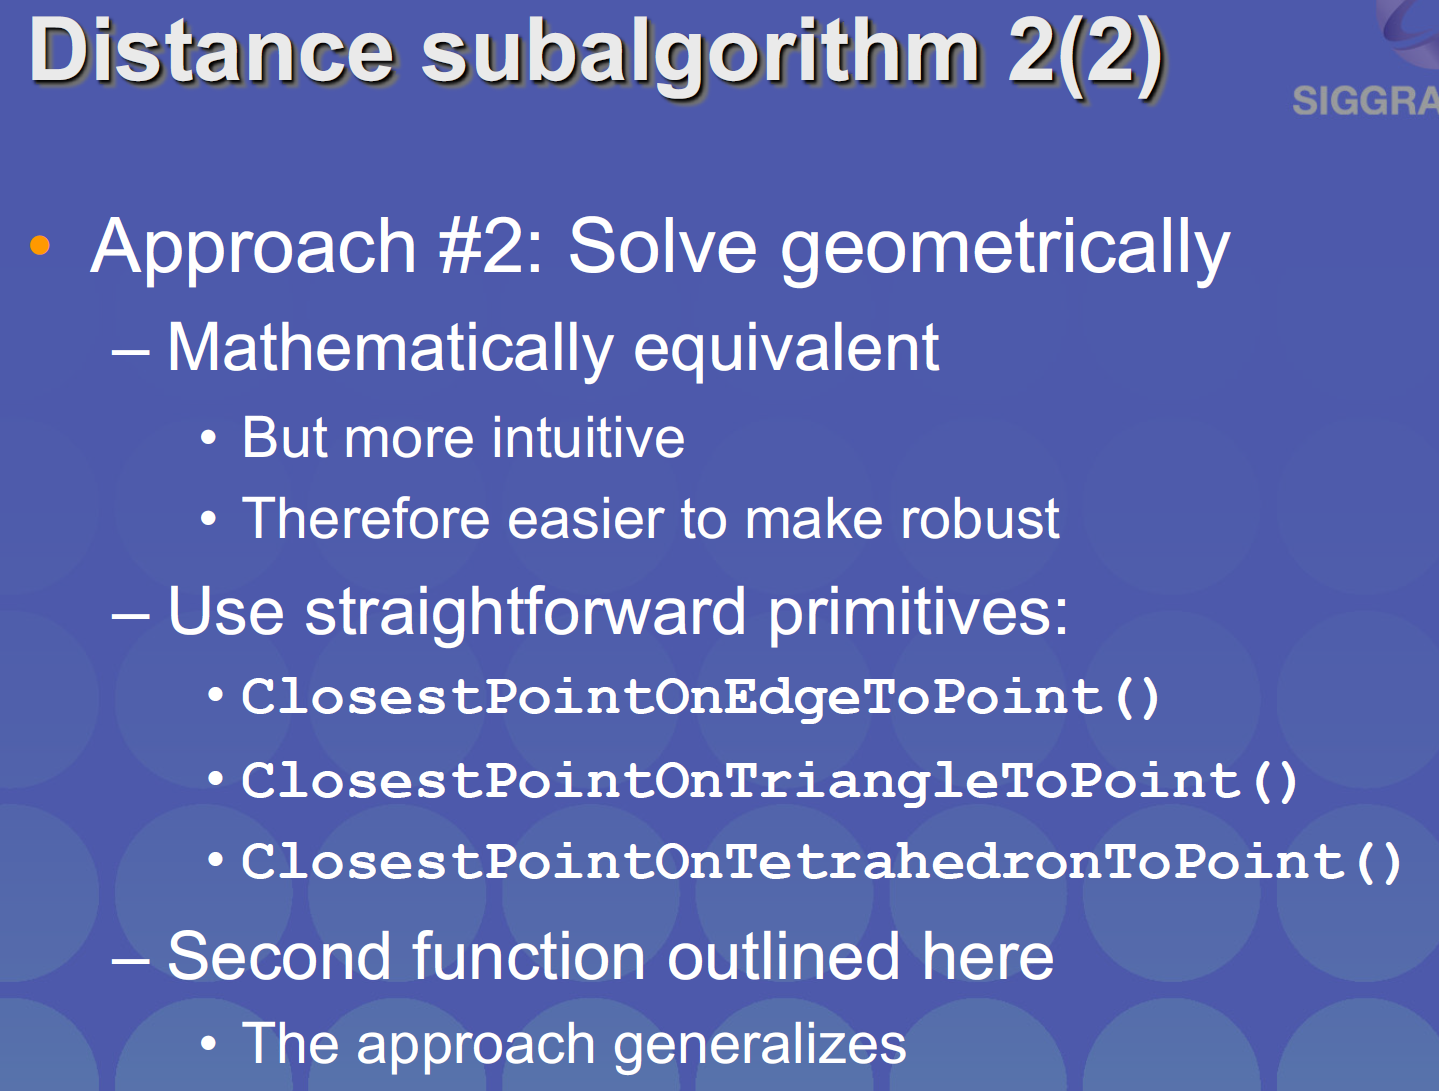 Distance subalgorithm 2(2)
SIGGRA
• Approach #2: Solve geometrically
– Mathematically equivalent
• But more intuitive
• Therefore easier to make robust
– Use straightforward primitives:
• ClosestPointOnEdgeToPoint()
• ClosestPointOnTriangleToPoint()
• ClosestPointOnTetrahedronToPoint()
– Second function outlined here
• The approach generalizes